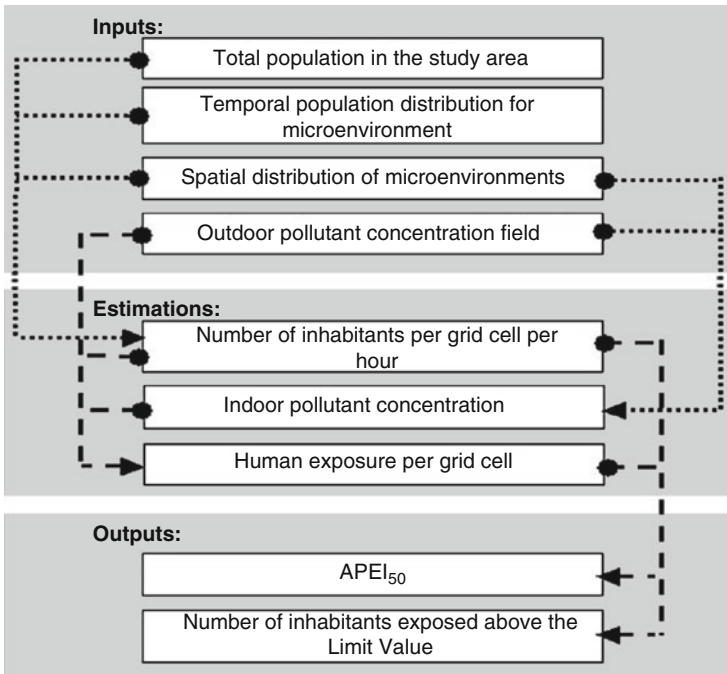 Inputs:
Total population in the study area
Temporal population distribution for
microenvironment
Spatial distribution of microenvironments
Outdoor pollutant concentration field
Estimations:
Number of inhabitants per grid cell per
hour
Indoor pollutant concentration
Human exposure per grid cell
Outputs:
APEI50
Number of inhabitants exposed above the
Limit Value